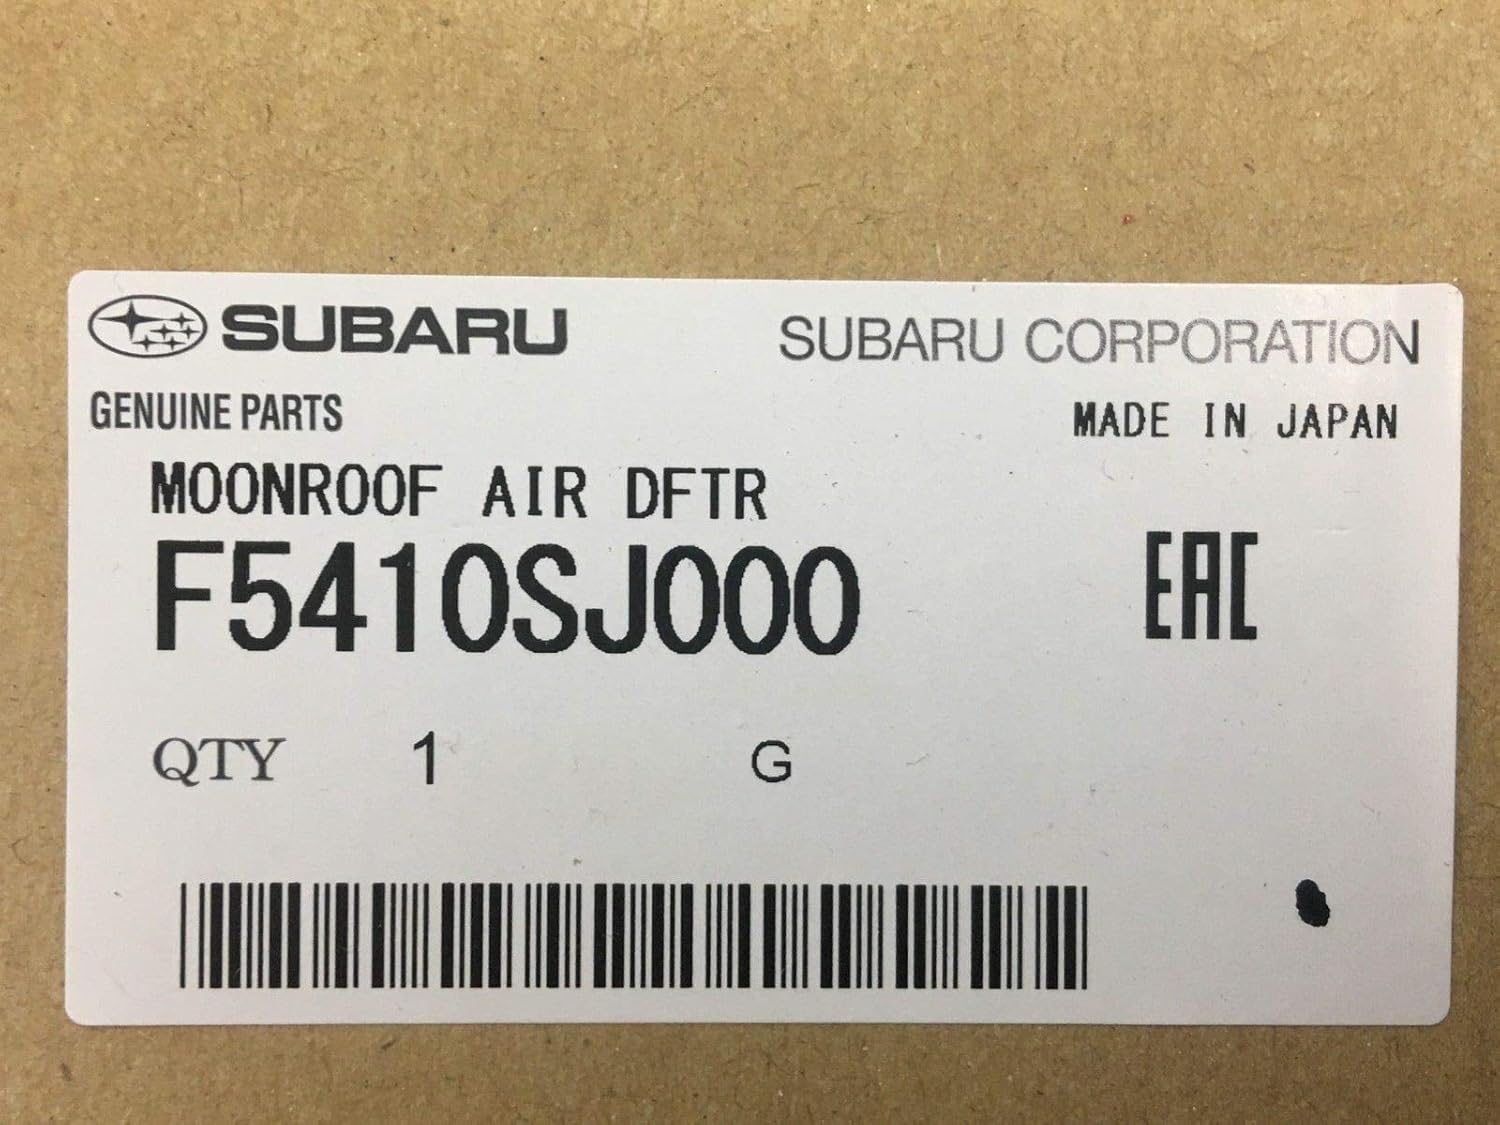 SUBARU SUBARU CORPORATION
GENUINE PARTS MADE IN JAPAN
MOONROOF AIR DFTR
F5410SJ000 EAC
QTY 1 G